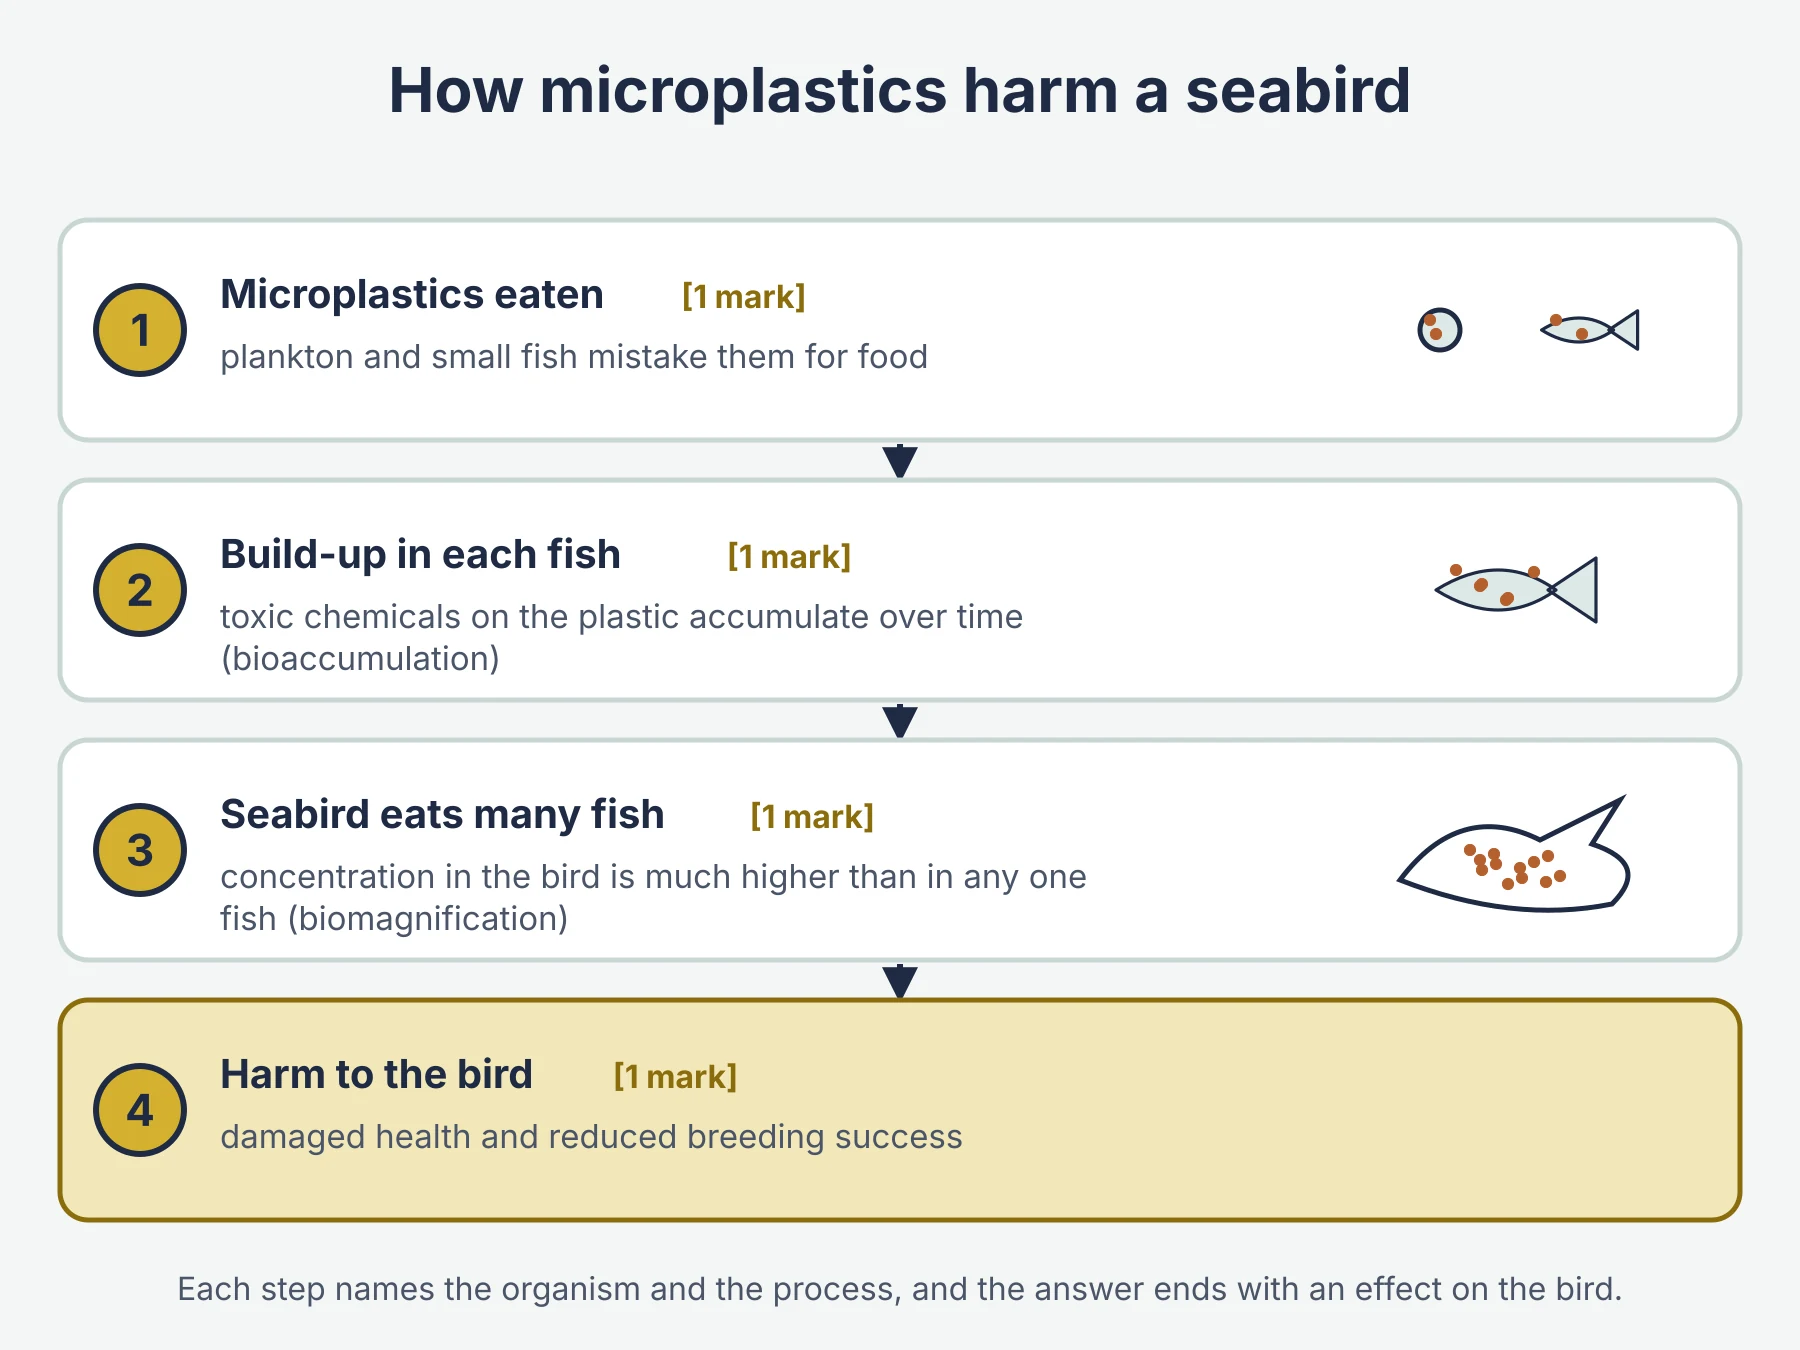 How microplastics harm a seabird
1
Microplastics eaten [1 mark]
plankton and small fish mistake them for food
2
Build-up in each fish [1 mark]
toxic chemicals on the plastic accumulate over time
(bioaccumulation)
3
Seabird eats many fish [1 mark]
concentration in the bird is much higher than in any one
fish (biomagnification)
4
Harm to the bird [1 mark]
damaged health and reduced breeding success
Each step names the organism and the process, and the answer ends with an effect on the bird.